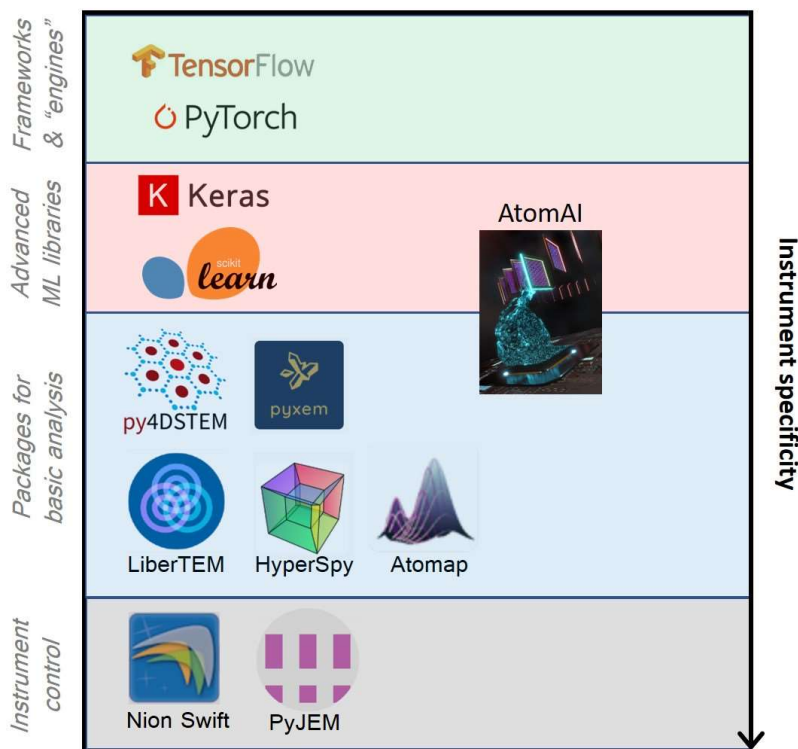 Frameworks
& “engines”
TensorFlow
PyTorch
Advanced
ML libraries
K Keras
scikit
learn
AtomAI
Packages for
basic analysis
py4DSTEM
pyxem
LiberTEM
HyperSpy
Atomap
Instrument
control
Nion Swift
PyJEM
Instrument specificity